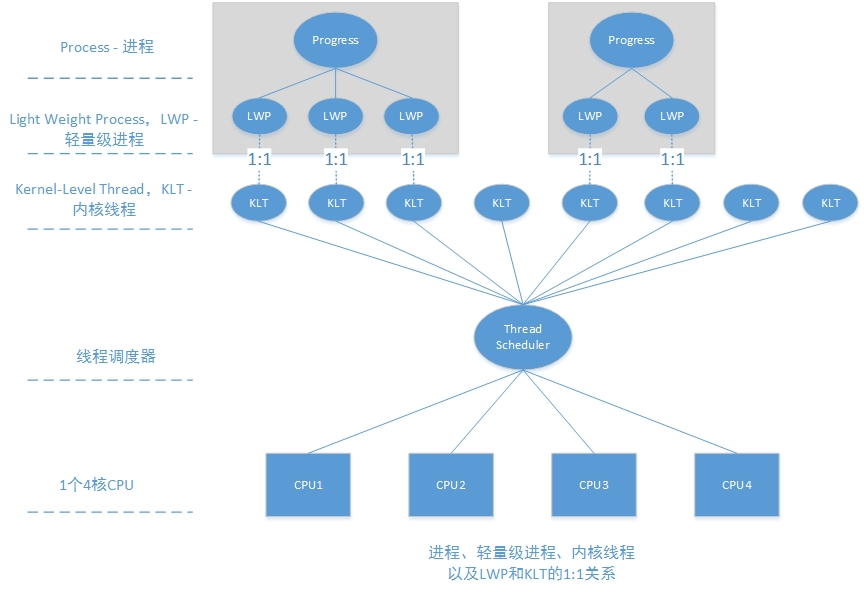 Process - 进程
Progress
Progress
Light Weight Process，LWP -
轻量级进程
LWP
LWP
LWP
LWP
LWP
1:1
1:1
1:1
1:1
1:1
Kernel-Level Thread，KLT -
内核线程
KLT
KLT
KLT
KLT
KLT
KLT
KLT
KLT
线程调度器
Thread
Scheduler
1个4核CPU
CPU1
CPU2
CPU3
CPU4
进程、轻量级进程、内核线程
以及LWP和KLT的1:1关系